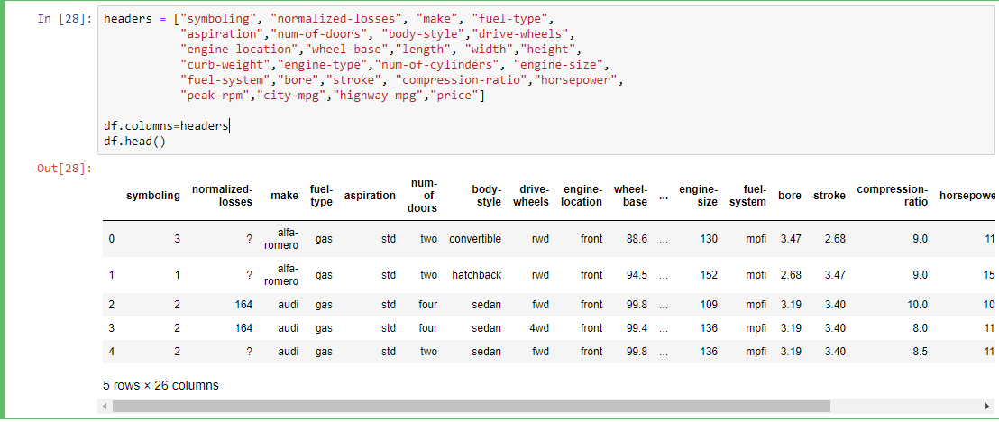 In [28]: headers = ["symboling", "normalized-losses", "make", "fuel-type",
"aspiration","num-of-doors", "body-style","drive-wheels",
"engine-location","wheel-base","length", "width","height",
"curb-weight","engine-type","num-of-cylinders", "engine-size",
"fuel-system","bore","stroke", "compression-ratio","horsepower",
"peak-rpm","city-mpg","highway-mpg","price"]
df.columns=headers
df.head()
Out[28]:
symboling normalized-losses make fuel-type aspiration num-of-doors body-style drive-wheels engine-location wheel-base ... engine-size fuel-system bore stroke compression-ratio horsepowe
0 3 ? alfa-romero gas std two convertible rwd front 88.6 ... 130 mpfi 3.47 2.68 9.0 11
1 1 ? alfa-romero gas std two hatchback rwd front 94.5 ... 152 mpfi 2.68 3.47 9.0 15
2 2 164 audi gas std four sedan fwd front 99.8 ... 109 mpfi 3.19 3.40 10.0 10
3 2 164 audi gas std four sedan 4wd front 99.4 ... 136 mpfi 3.19 3.40 8.0 11
4 2 ? audi gas std two sedan fwd front 99.8 ... 136 mpfi 3.19 3.40 8.5 11
5 rows × 26 columns